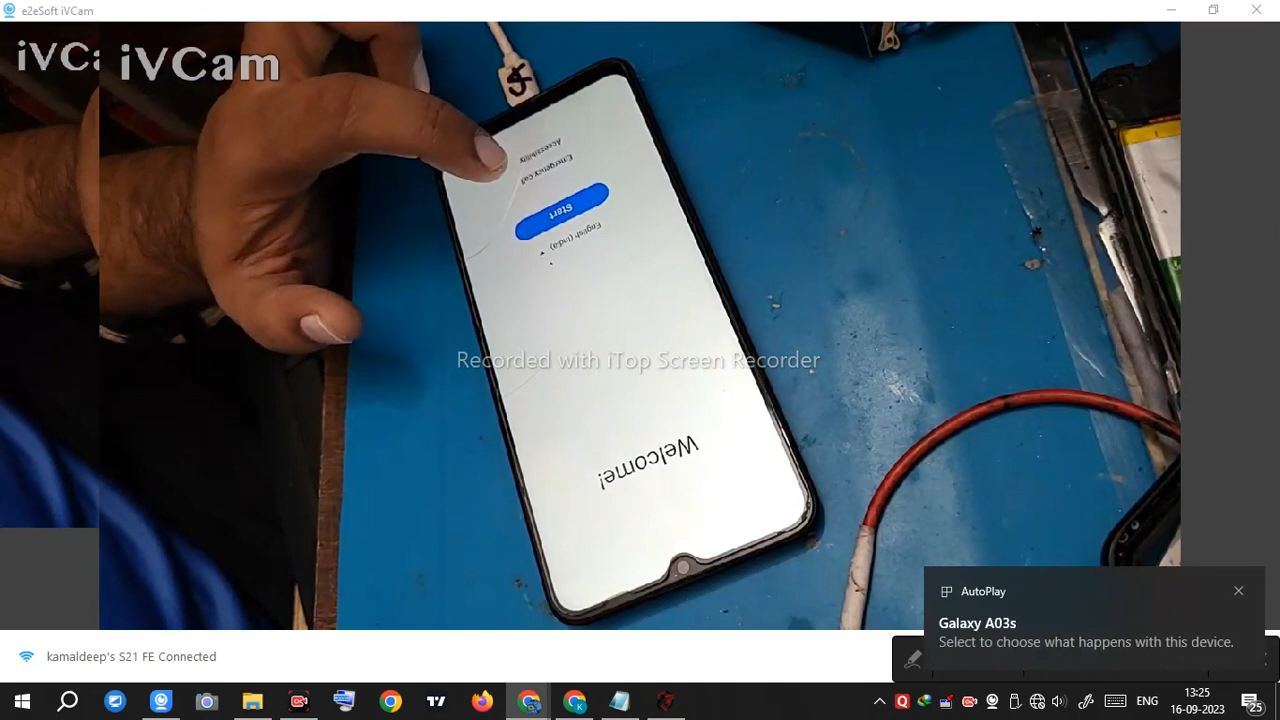 e2eSoft iVCam
iVCa
iVCam
Accessibility
Emergency Call
Start
English (India)
Recorded with iTop Screen Recorder
Welcome!
AutoPlay
Galaxy A03s
Select to choose what happens with this device.
kamaldeep's S21 FE Connected
ENG
13:25
16-09-2023
25